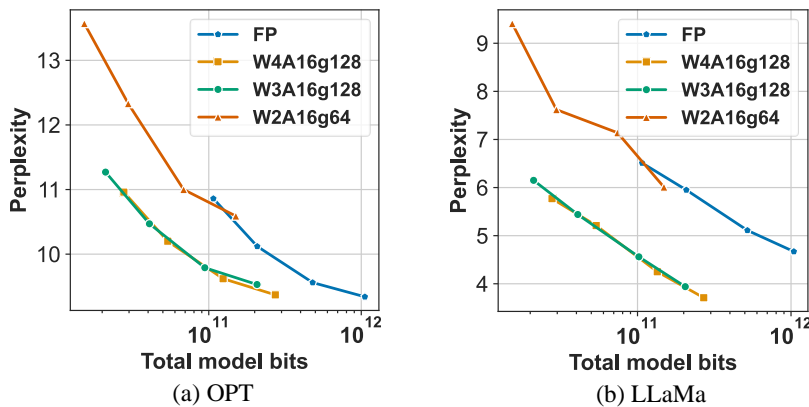 FP
W4A16g128
W3A16g128
W2A16g64
13
12
11
10
Perplexity
10^11
10^12
Total model bits
(a) OPT
FP
W4A16g128
W3A16g128
W2A16g64
9
8
7
6
5
4
Perplexity
10^11
10^12
Total model bits
(b) LLaMa